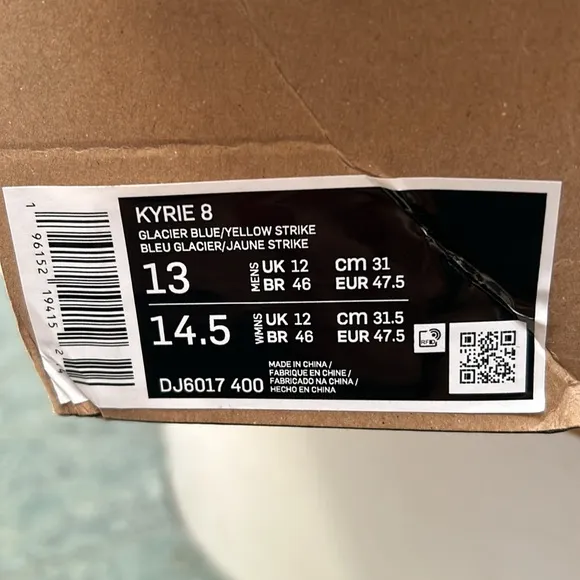 KYRIE 8
GLACIER BLUE/YELLOW STRIKE
BLEU GLACIER/JAUNE STRIKE
13 MENS UK 12 CM 31
BR 46 EUR 47.5
14.5 WMNS UK 12 CM 31.5
BR 46 EUR 47.5
RFID
DJ6017 400
MADE IN CHINA /
FABRIQUE EN CHINE /
FABRICADO NA CHINA /
HECHO EN CHINA
1 96152 19415 2